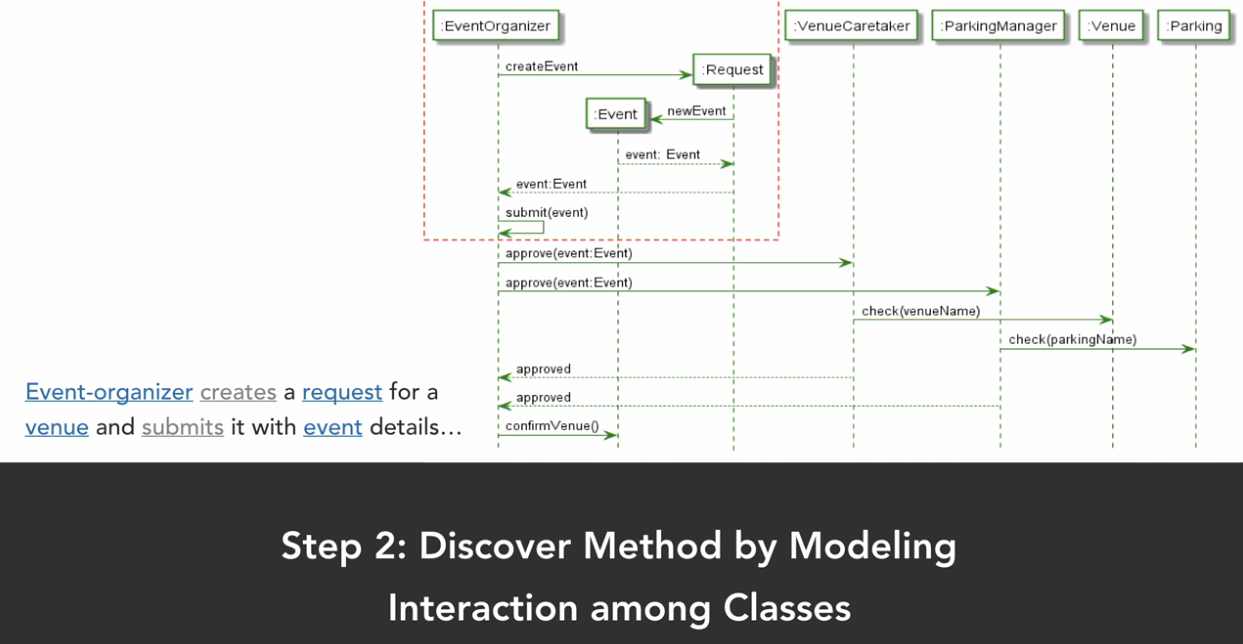 :EventOrganizer :VenueCaretaker :ParkingManager :Venue :Parking
createEvent
:Request
:Event
newEvent
event: Event
event:Event
submit(event)
approve(event:Event)
approve(event:Event)
check(venueName)
check(parkingName)
approved
approved
confirmVenue()
Event-organizer creates a request for a
venue and submits it with event details...
Step 2: Discover Method by Modeling
Interaction among Classes